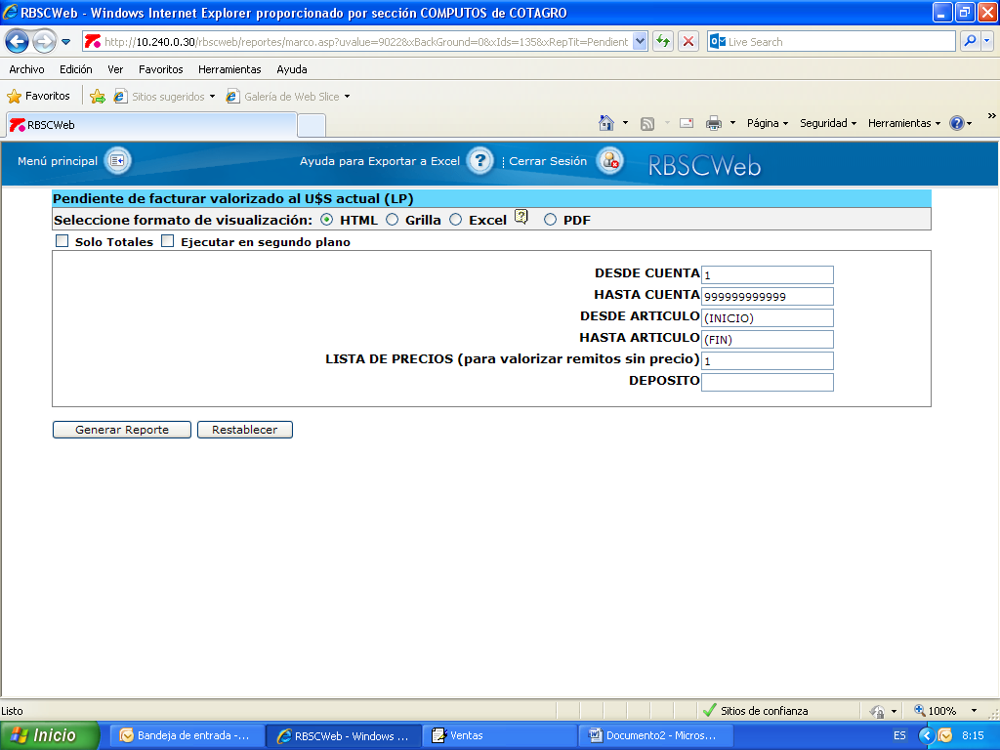 RBSCWeb - Windows Internet Explorer proporcionado por sección COMPUTOS de COTAGRO
http://10.240.0.30/rbscweb/reportes/marco.asp?uvalue=9022&xBackGround=0&xIds=135&xRepTit=Pendient
Live Search
Archivo Edición Ver Favoritos Herramientas Ayuda
Favoritos Sitios sugeridos Galería de Web Slice
RBSCWeb
Página Seguridad Herramientas
Menú principal Ayuda para Exportar a Excel Cerrar Sesión RBSCWeb
Pendiente de facturar valorizado al U$S actual (LP)
Seleccione formato de visualización: HTML Grilla Excel PDF
Solo Totales Ejecutar en segundo plano
DESDE CUENTA 1
HASTA CUENTA 999999999999
DESDE ARTICULO (INICIO)
HASTA ARTICULO (FIN)
LISTA DE PRECIOS (para valorizar remitos sin precio) 1
DEPOSITO
Generar Reporte Restablecer
Listo Sitios de confianza 100%
Inicio Bandeja de entrada -... RBSCWeb - Windows ... Ventas Documento2 - Micros... ES 8:15